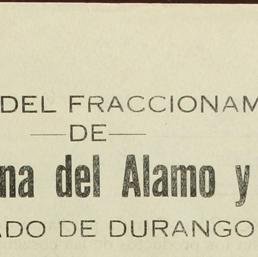 DEL FRACCIONAM
—DE—
na del Alamo y
ADO DE DURANGO